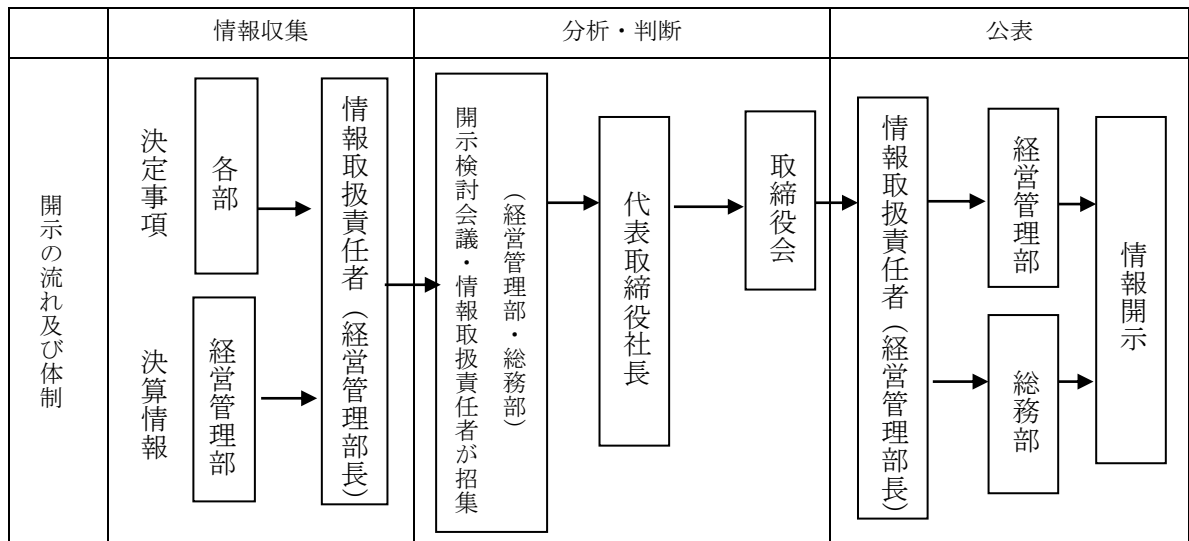 情報収集
分析・判断
公表
開示の流れ及び体制
決定事項
各部
決算情報
経営管理部
情報取扱責任者(経営管理部長)
開示検討会議・情報取扱責任者が招集
(経営管理部・総務部)
代表取締役社長
取締役会
情報取扱責任者(経営管理部長)
経営管理部
総務部
情報開示